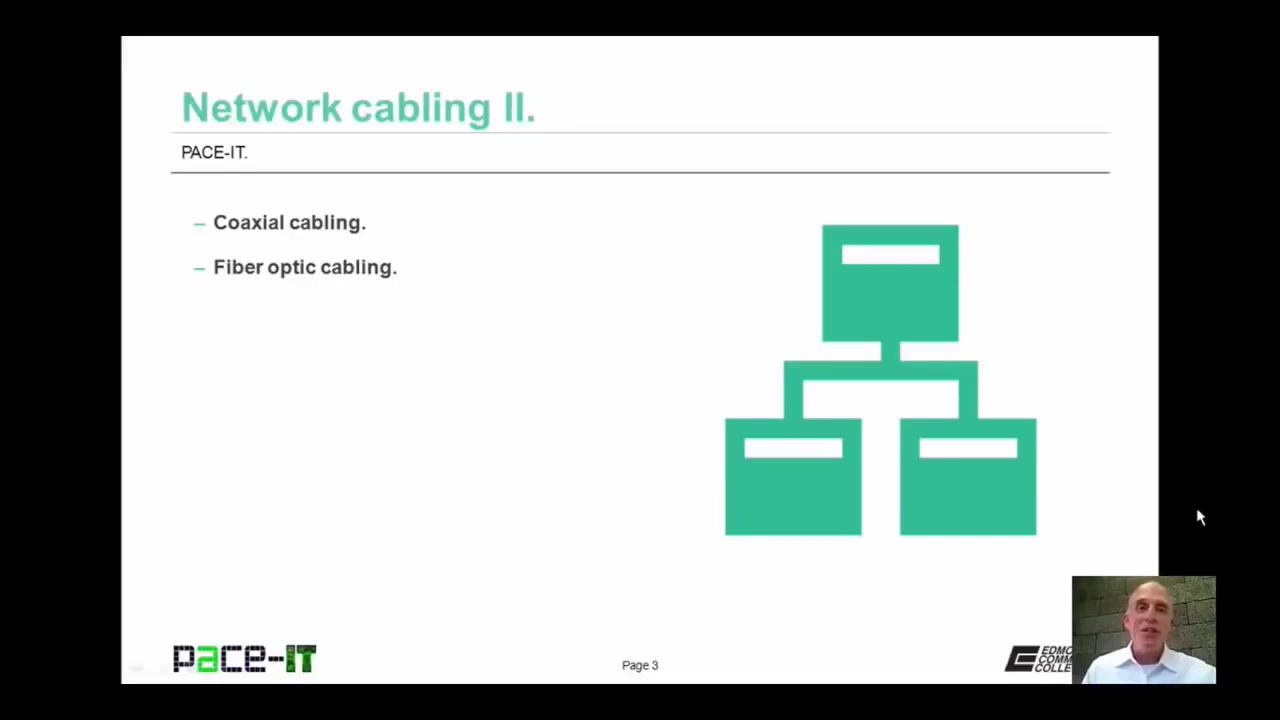 Network cabling II.
PACE-IT.
– Coaxial cabling.
– Fiber optic cabling.
pace-IT
Page 3